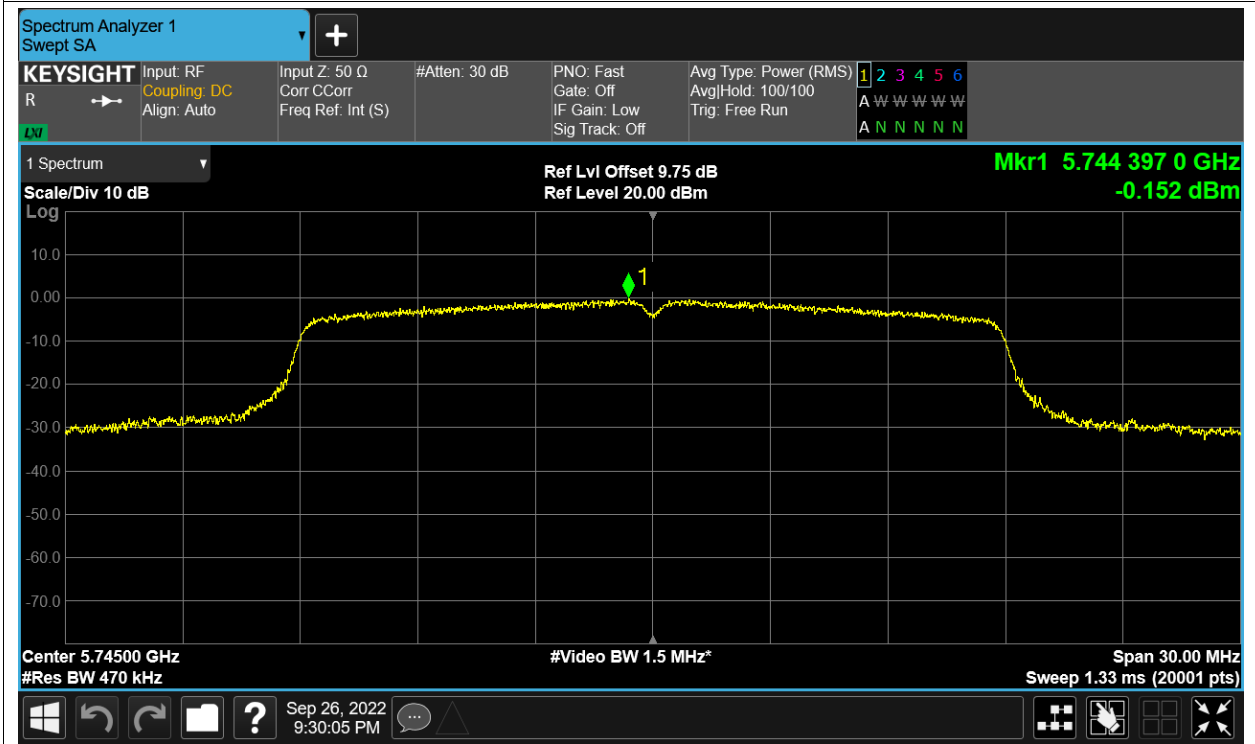 Spectrum Analyzer 1
Swept SA
KEYSIGHT
R
LXI
Input: RF
Coupling: DC
Align: Auto
Input Z: 50 Ω
Corr CCorr
Freq Ref: Int (S)
#Atten: 30 dB
PNO: Fast
Gate: Off
IF Gain: Low
Sig Track: Off
Avg Type: Power (RMS)
Avg|Hold: 100/100
Trig: Free Run
1 2 3 4 5 6
A W W W W W
A N N N N N
1 Spectrum
Scale/Div 10 dB
Ref Lvl Offset 9.75 dB
Ref Level 20.00 dBm
Mkr1 5.744 397 0 GHz
-0.152 dBm
Log
10.0
0.00
-10.0
-20.0
-30.0
-40.0
-50.0
-60.0
-70.0
1
Center 5.74500 GHz
#Res BW 470 kHz
#Video BW 1.5 MHz*
Span 30.00 MHz
Sweep 1.33 ms (20001 pts)
?
Sep 26, 2022
9:30:05 PM